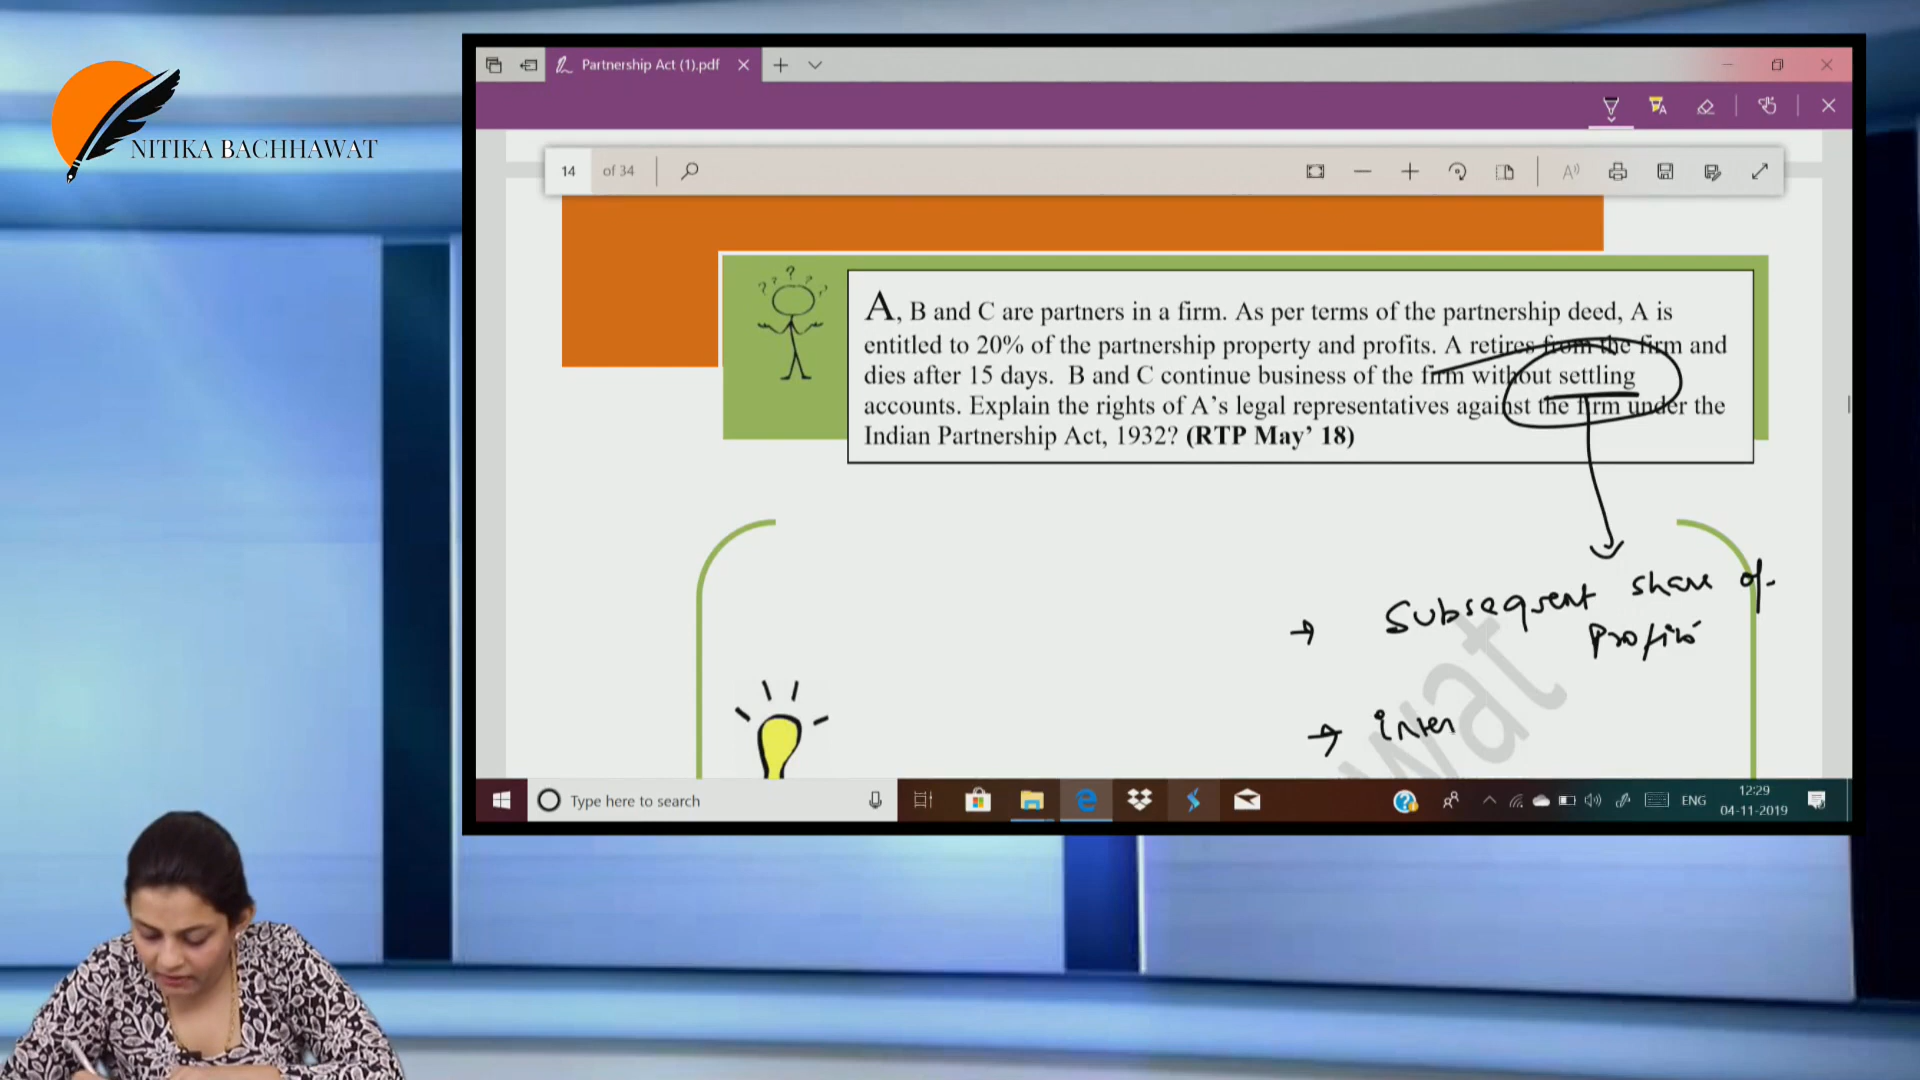 NITIKA BACHHAWAT
Partnership Act (1).pdf
14 of 34
A, B and C are partners in a firm. As per terms of the partnership deed, A is
entitled to 20% of the partnership property and profits. A retires from the firm and
dies after 15 days. B and C continue business of the firm without settling
accounts. Explain the rights of A's legal representatives against the firm under the
Indian Partnership Act, 1932? (RTP May' 18)
→ Subsequent share of
profits
→ inter
wat
Type here to search
ENG
12:29
04-11-2019